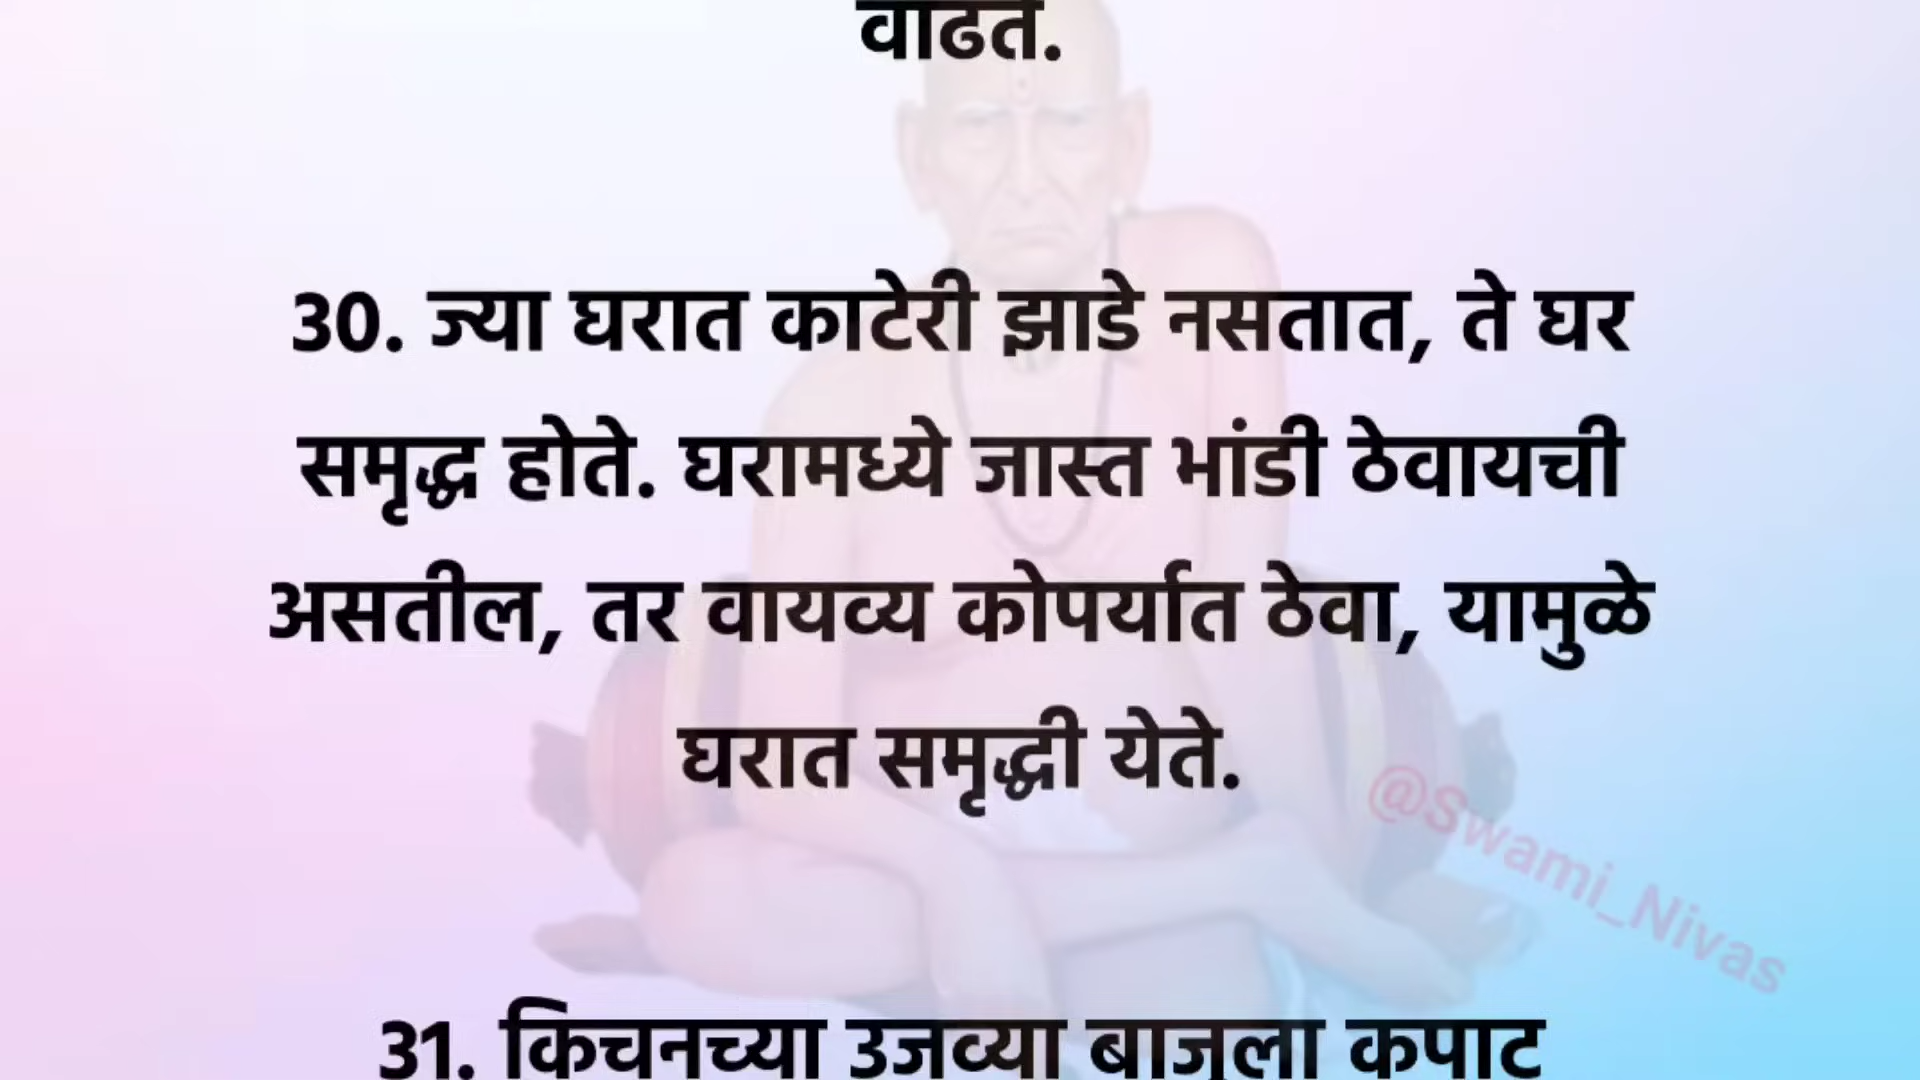 वाढते.
30. ज्या घरात काटेरी झाडे नसतात, ते घर
समृद्ध होते. घरामध्ये जास्त भांडी ठेवायची
असतील, तर वायव्य कोपर्यात ठेवा, यामुळे
घरात समृद्धी येते.
@Swami_Nivas
31. किचनच्या उजव्या बाजूला कपाट